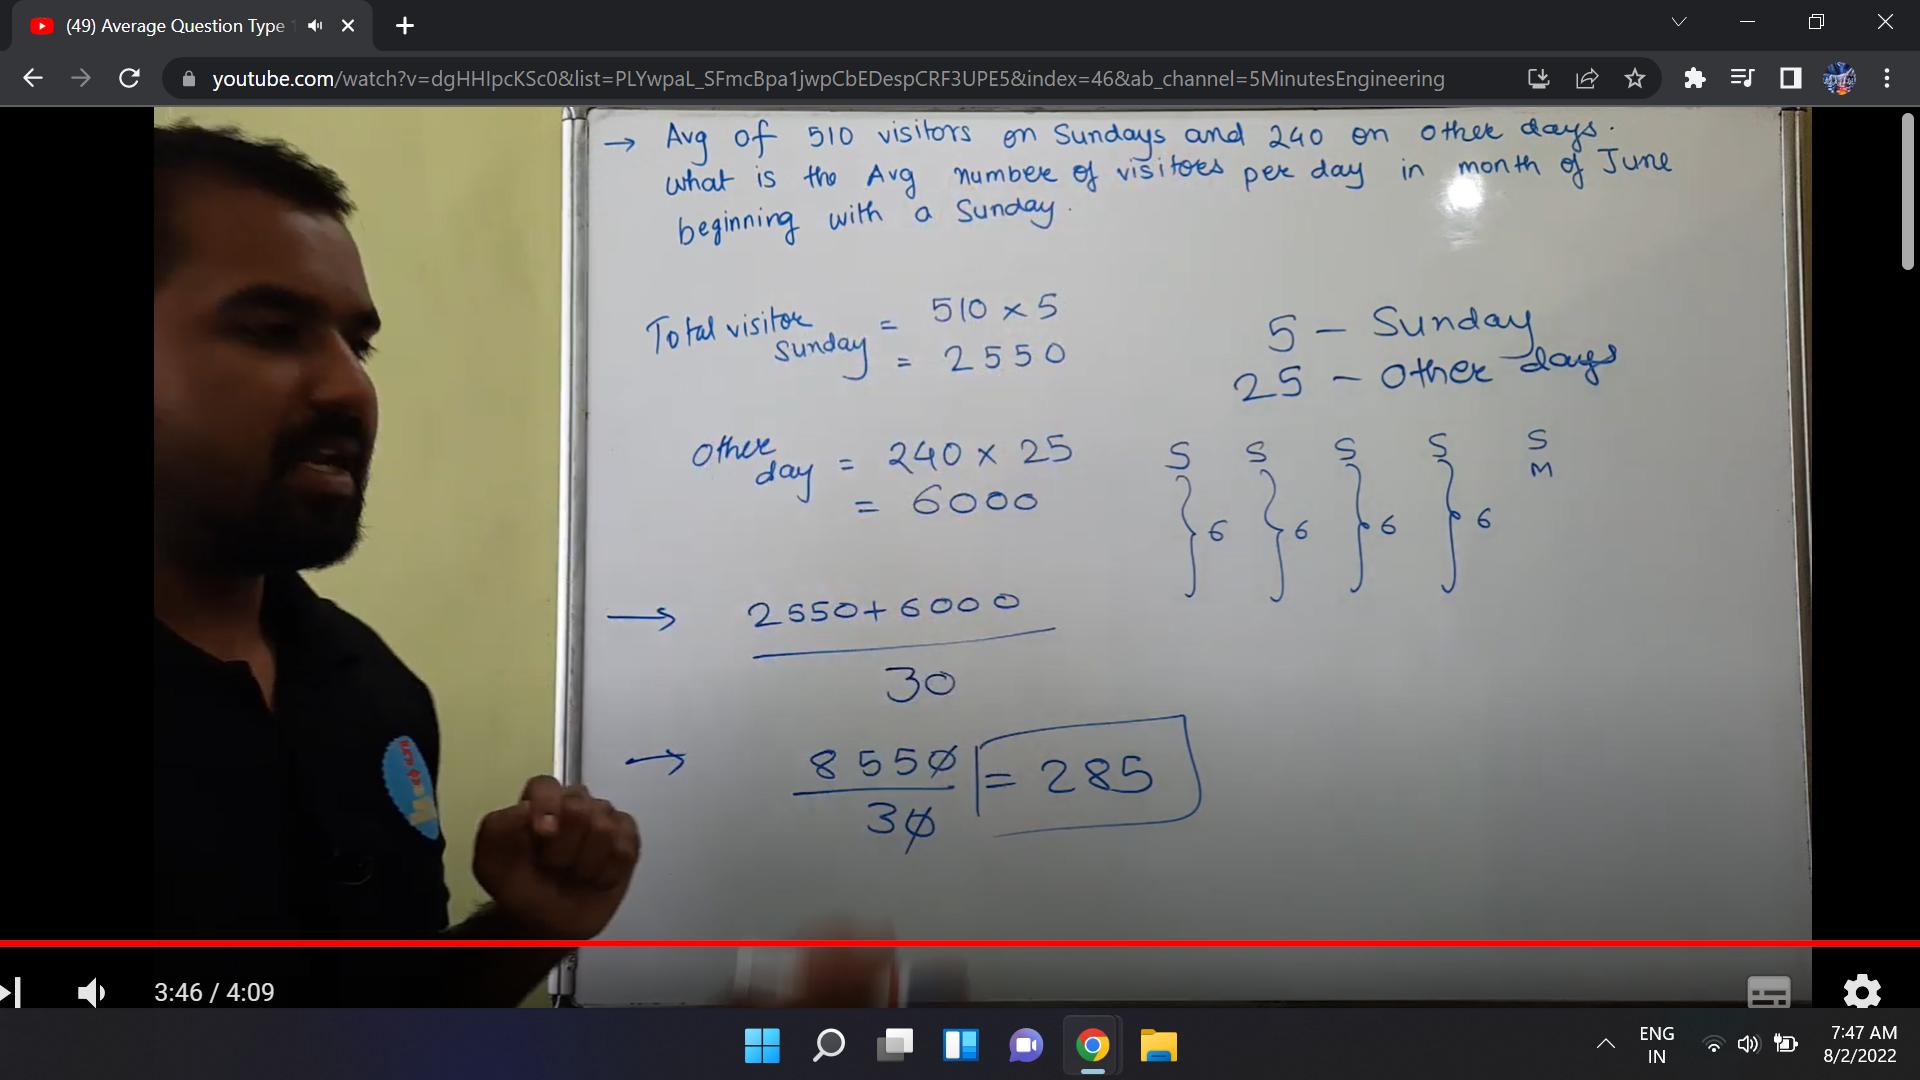 (49) Average Question Type
youtube.com/watch?v=dgHHIpcKSc0&list=PLYwpaL_SFmcBpa1jwpCbEDespCRF3UPE5&index=46&ab_channel=5MinutesEngineering
→ Avg of 510 visitors on Sundays and 240 on other days.
what is the Avg number of visitors per day in month of June
beginning with a Sunday.
Total visitor = 510 × 5
sunday = 2550
5 - Sunday
25 - Other days
Other day = 240 × 25
= 6000
S S S S S
M
6 6 6 6
→ 2550+6000
30
→ 8550 = 285
30
3:46 / 4:09
ENG
IN
7:47 AM
8/2/2022